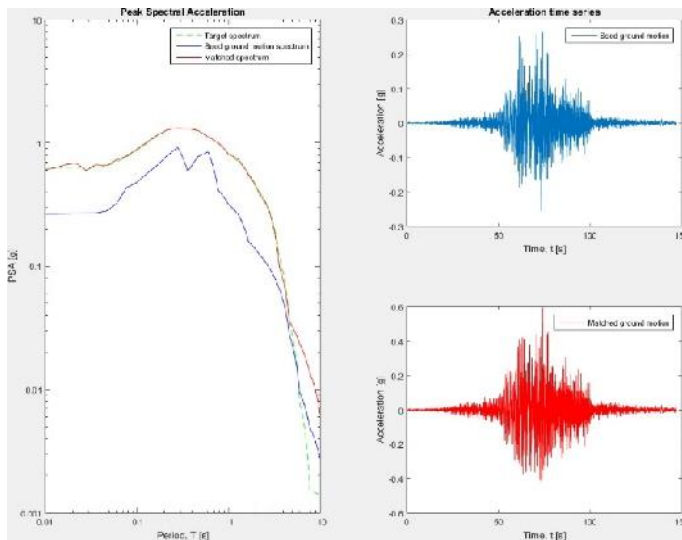 Peak Spectral Acceleration
10
1
0.1
0.01
0.001
PSA [g]
Target spectrum
Seed ground motion spectrum
Matched spectrum
0.01
0.1
1
10
Period, T [s]
Acceleration time series
0.3
0.2
0.1
0
-0.1
-0.2
-0.3
Acceleration [g]
Seed ground motion
0
50
100
150
Time, t [s]
0.6
0.4
0.2
0
-0.2
-0.4
-0.6
Acceleration [g]
Matched ground motion
0
50
100
150
Time, t [s]